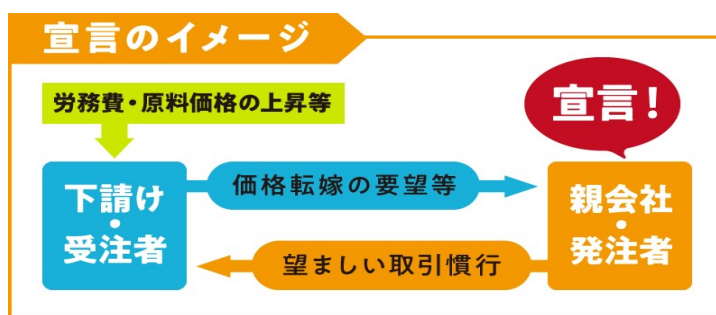 宣言のイメージ
労務費・原料価格の上昇等
宣言！
下請け
・
受注者
価格転嫁の要望等
親会社
・
発注者
望ましい取引慣行